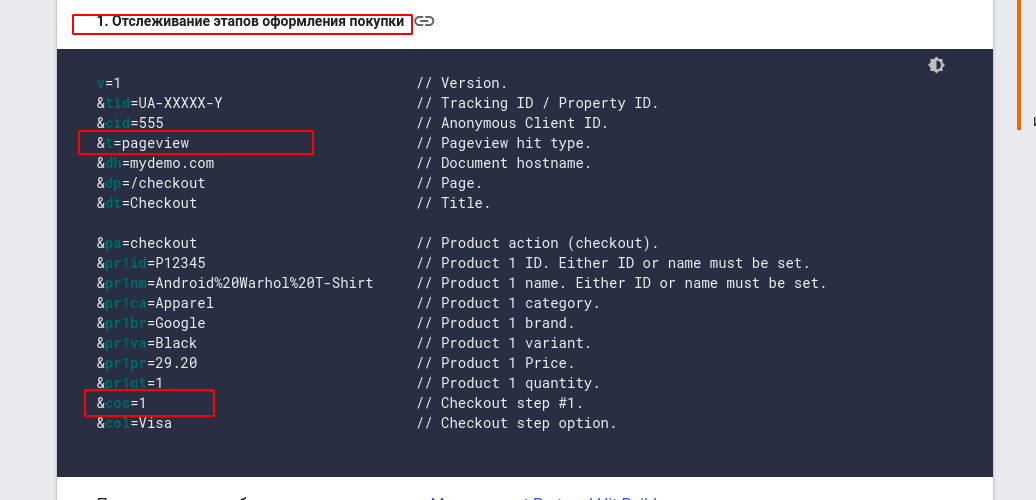 1. Отслеживание этапов оформления покупки
v=1 // Version.
&tid=UA-XXXXX-Y // Tracking ID / Property ID.
&cid=555 // Anonymous Client ID.
&t=pageview // Pageview hit type.
&dh=mydemo.com // Document hostname.
&dp=/checkout // Page.
&dt=Checkout // Title.
&pa=checkout // Product action (checkout).
&pr1id=P12345 // Product 1 ID. Either ID or name must be set.
&pr1nm=Android%20Warhol%20T-Shirt // Product 1 name. Either ID or name must be set.
&pr1ca=Apparel // Product 1 category.
&pr1br=Google // Product 1 brand.
&pr1va=Black // Product 1 variant.
&pr1pr=29.20 // Product 1 Price.
&pr1qt=1 // Product 1 quantity.
&cos=1 // Checkout step #1.
&col=Visa // Checkout step option.